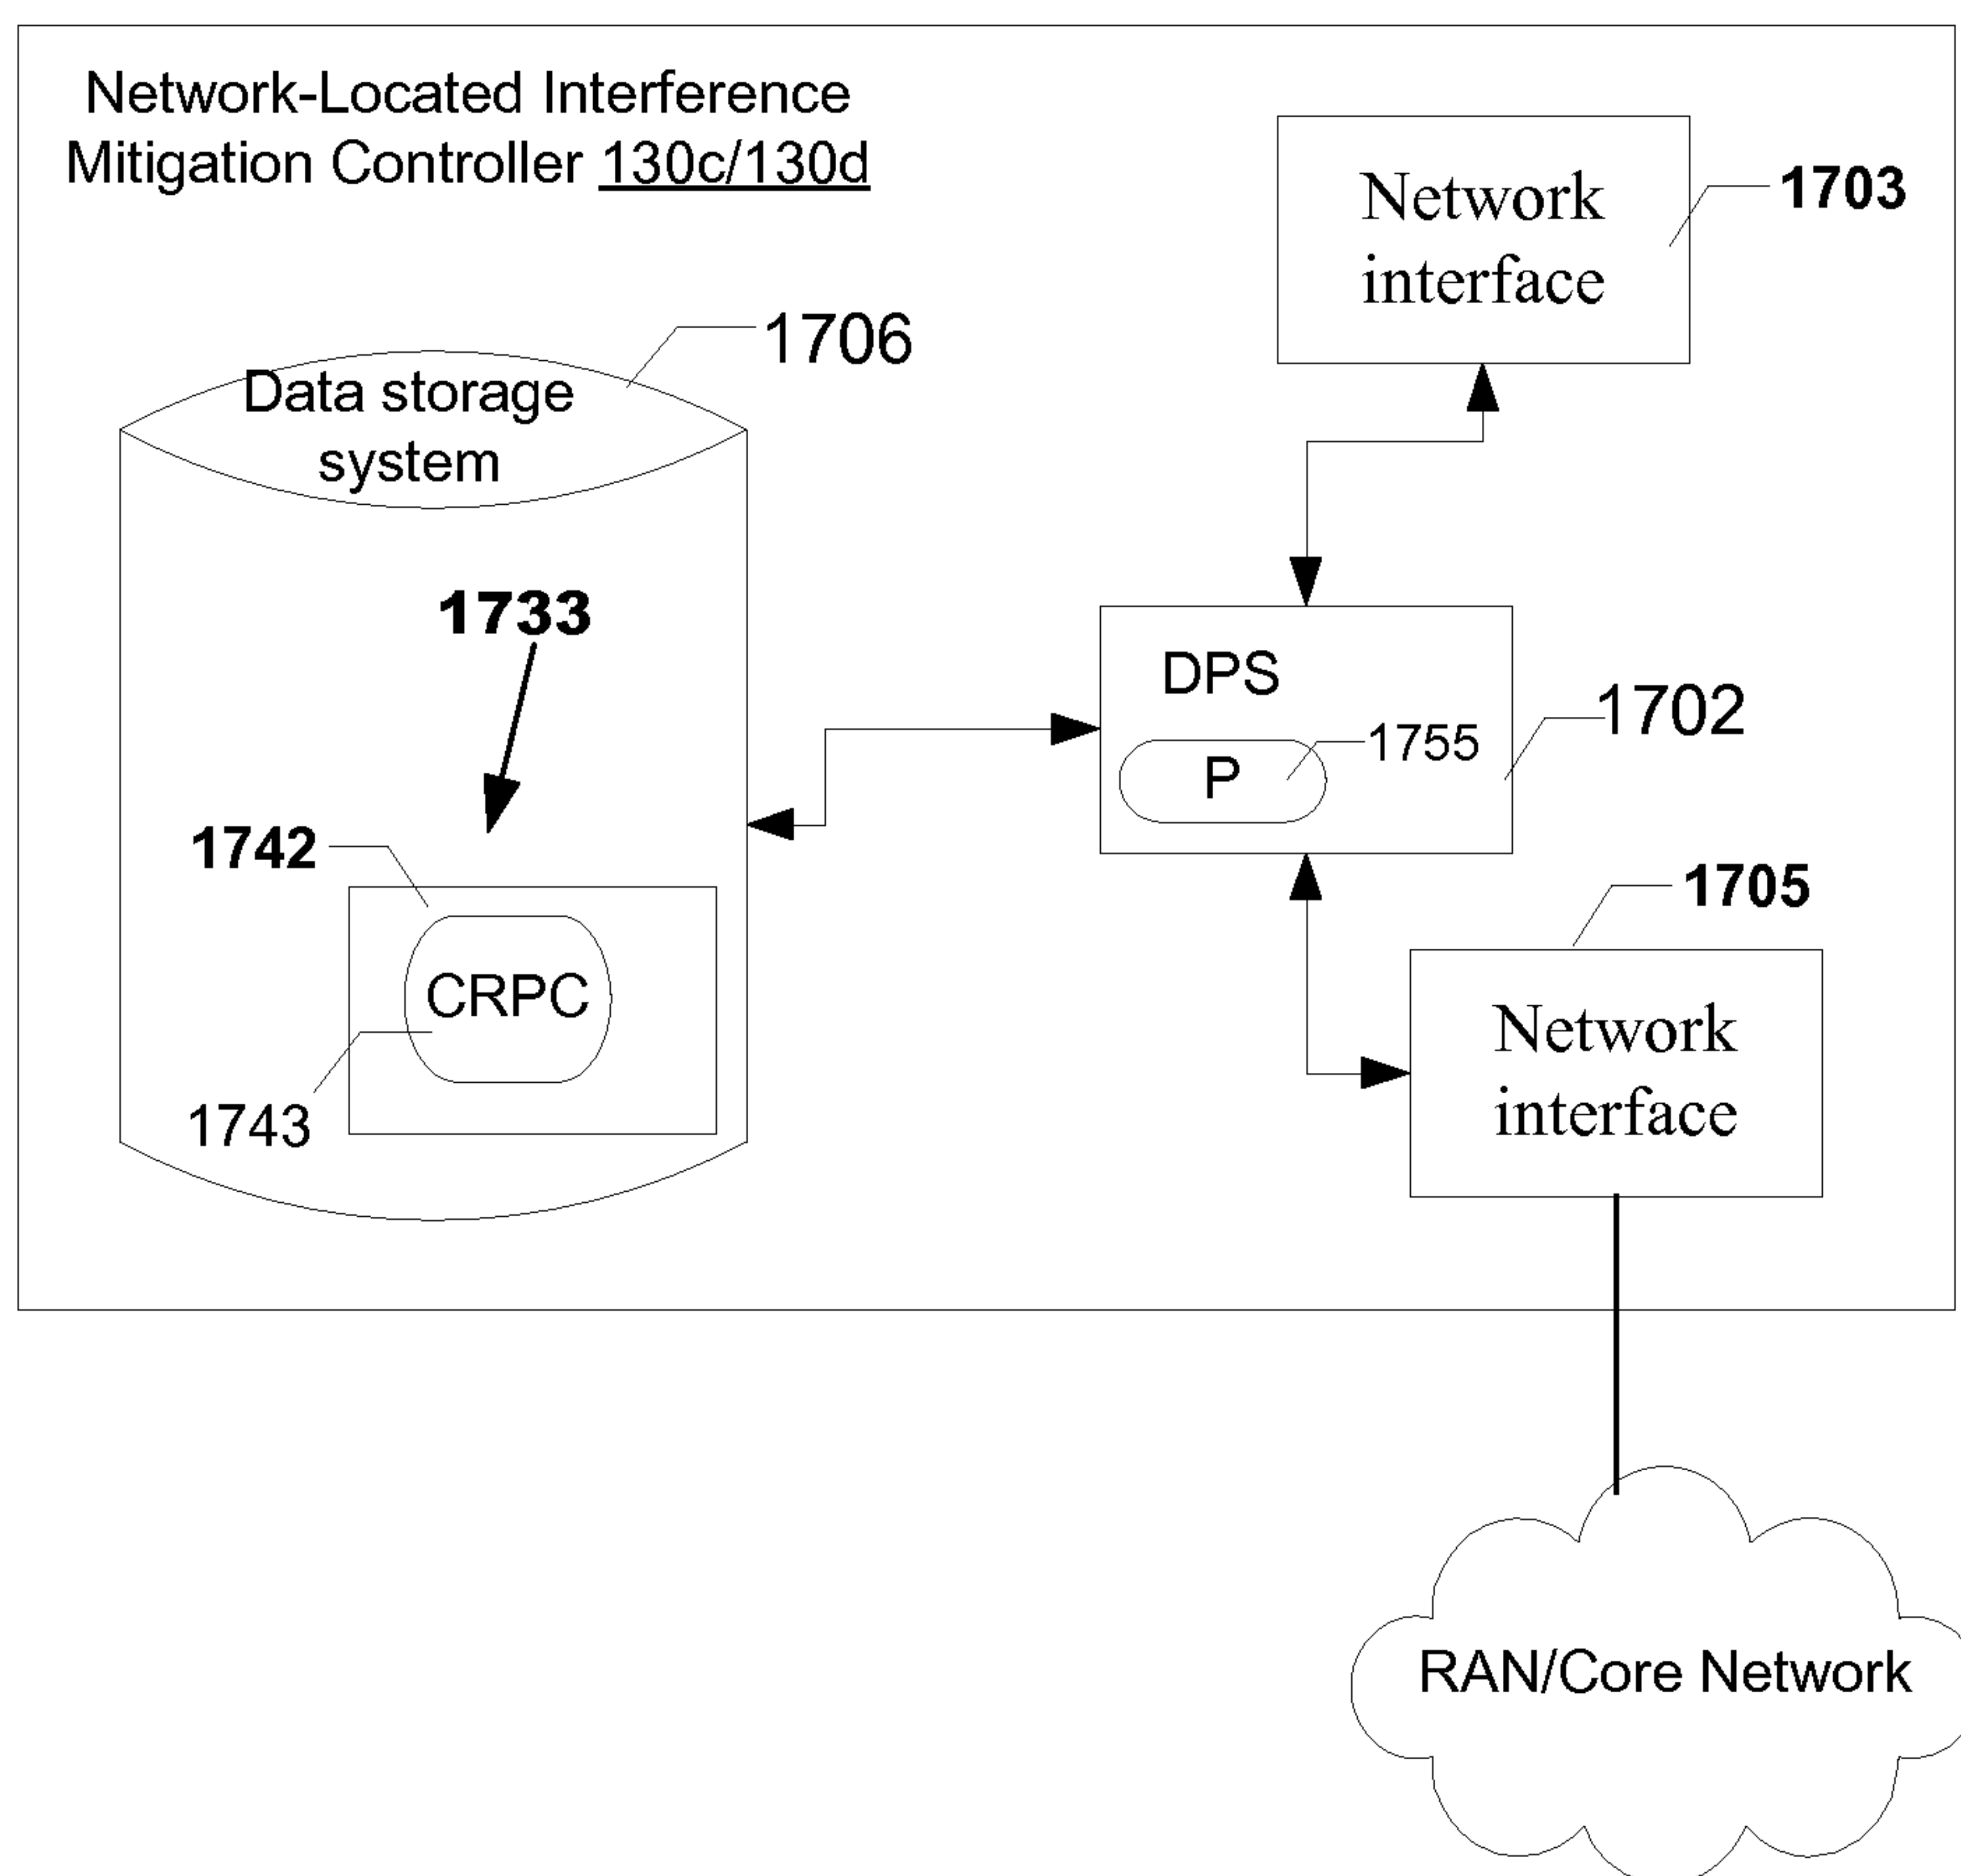 Network-Located Interference
Mitigation Controller 130c/130d
Network
interface
1703
1706
Data storage
system
1733
DPS
P
1755
1702
1742
1705
CRPC
1743
Network
interface
RAN/Core Network